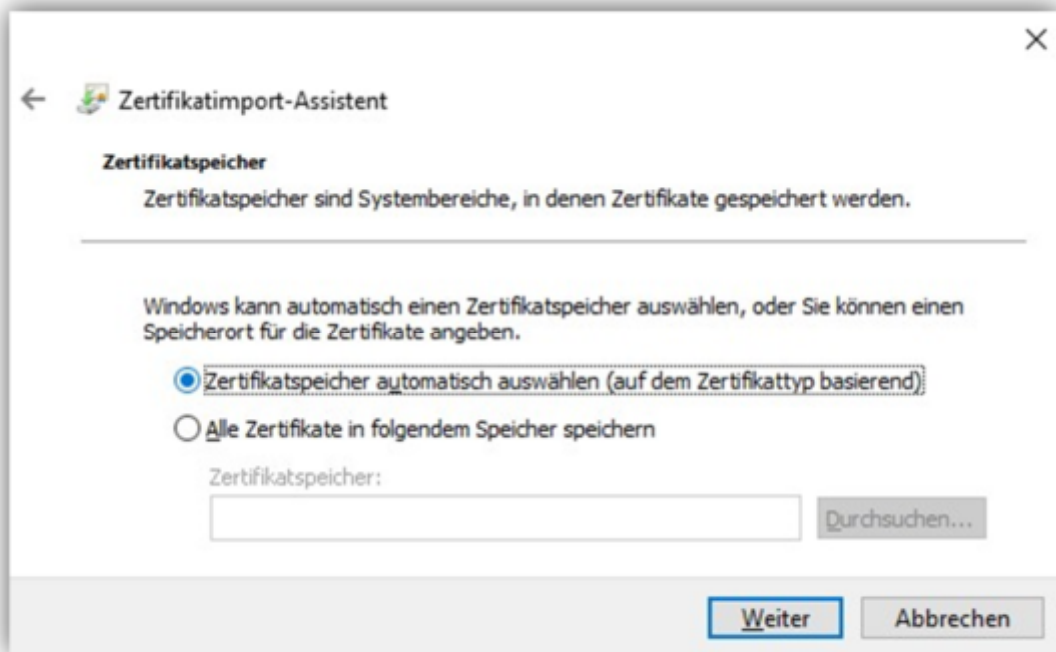 Zertifikatimport-Assistent
Zertifikatspeicher
Zertifikatspeicher sind Systembereiche, in denen Zertifikate gespeichert werden.
Windows kann automatisch einen Zertifikatspeicher auswählen, oder Sie können einen
Speicherort für die Zertifikate angeben.
Zertifikatspeicher automatisch auswählen (auf dem Zertifikattyp basierend)
Alle Zertifikate in folgendem Speicher speichern
Zertifikatspeicher:
Durchsuchen...
Weiter
Abbrechen